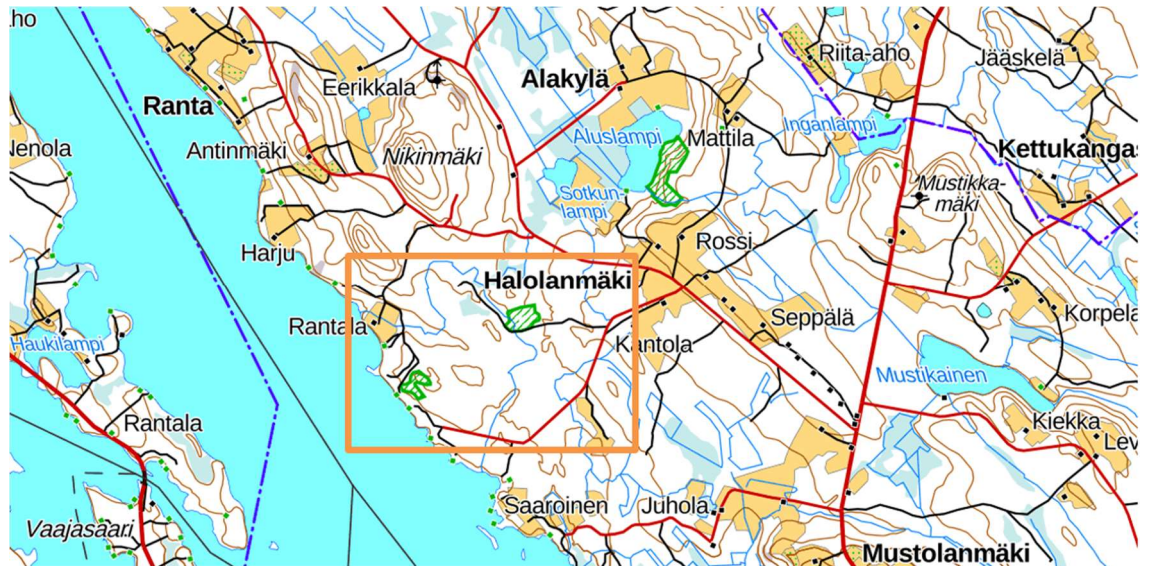 aho
Riita-aho
Jääskelä
Alakylä
Eerikkala
Ranta
Inganlampi
Aluslampi
Mattila
Antinmäki
Nikinmäki
Kettukangas
Mustikka-
mäki
Sotkun-
lampi
Harju
Rossi
Halolanmäki
Rantala
Seppälä
Korpela
Haukilampi
Kantola
Mustikainen
Rantala
Kiekka
Lev
Saaroinen
Juhola
Vaajasaari
Mustolanmäki